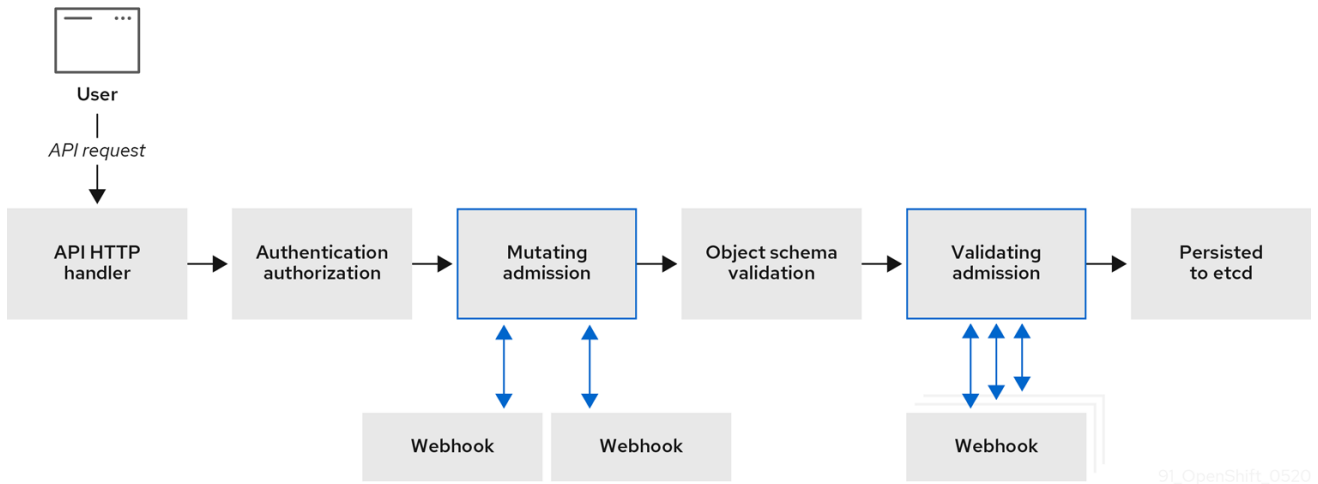 User
API request
API HTTP
handler
Authentication
authorization
Mutating
admission
Object schema
validation
Validating
admission
Persisted
to etcd
Webhook
Webhook
Webhook
91_OpenShift_0520